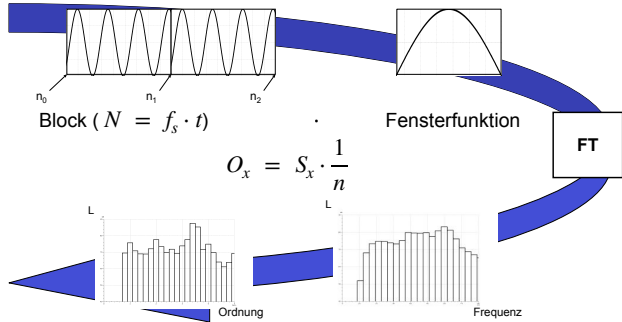 n₀ n₁ n₂
Block ( N = fₛ · t) · Fensterfunktion
FT
Oₓ = Sₓ · 1/n
L
L
Ordnung
Frequenz